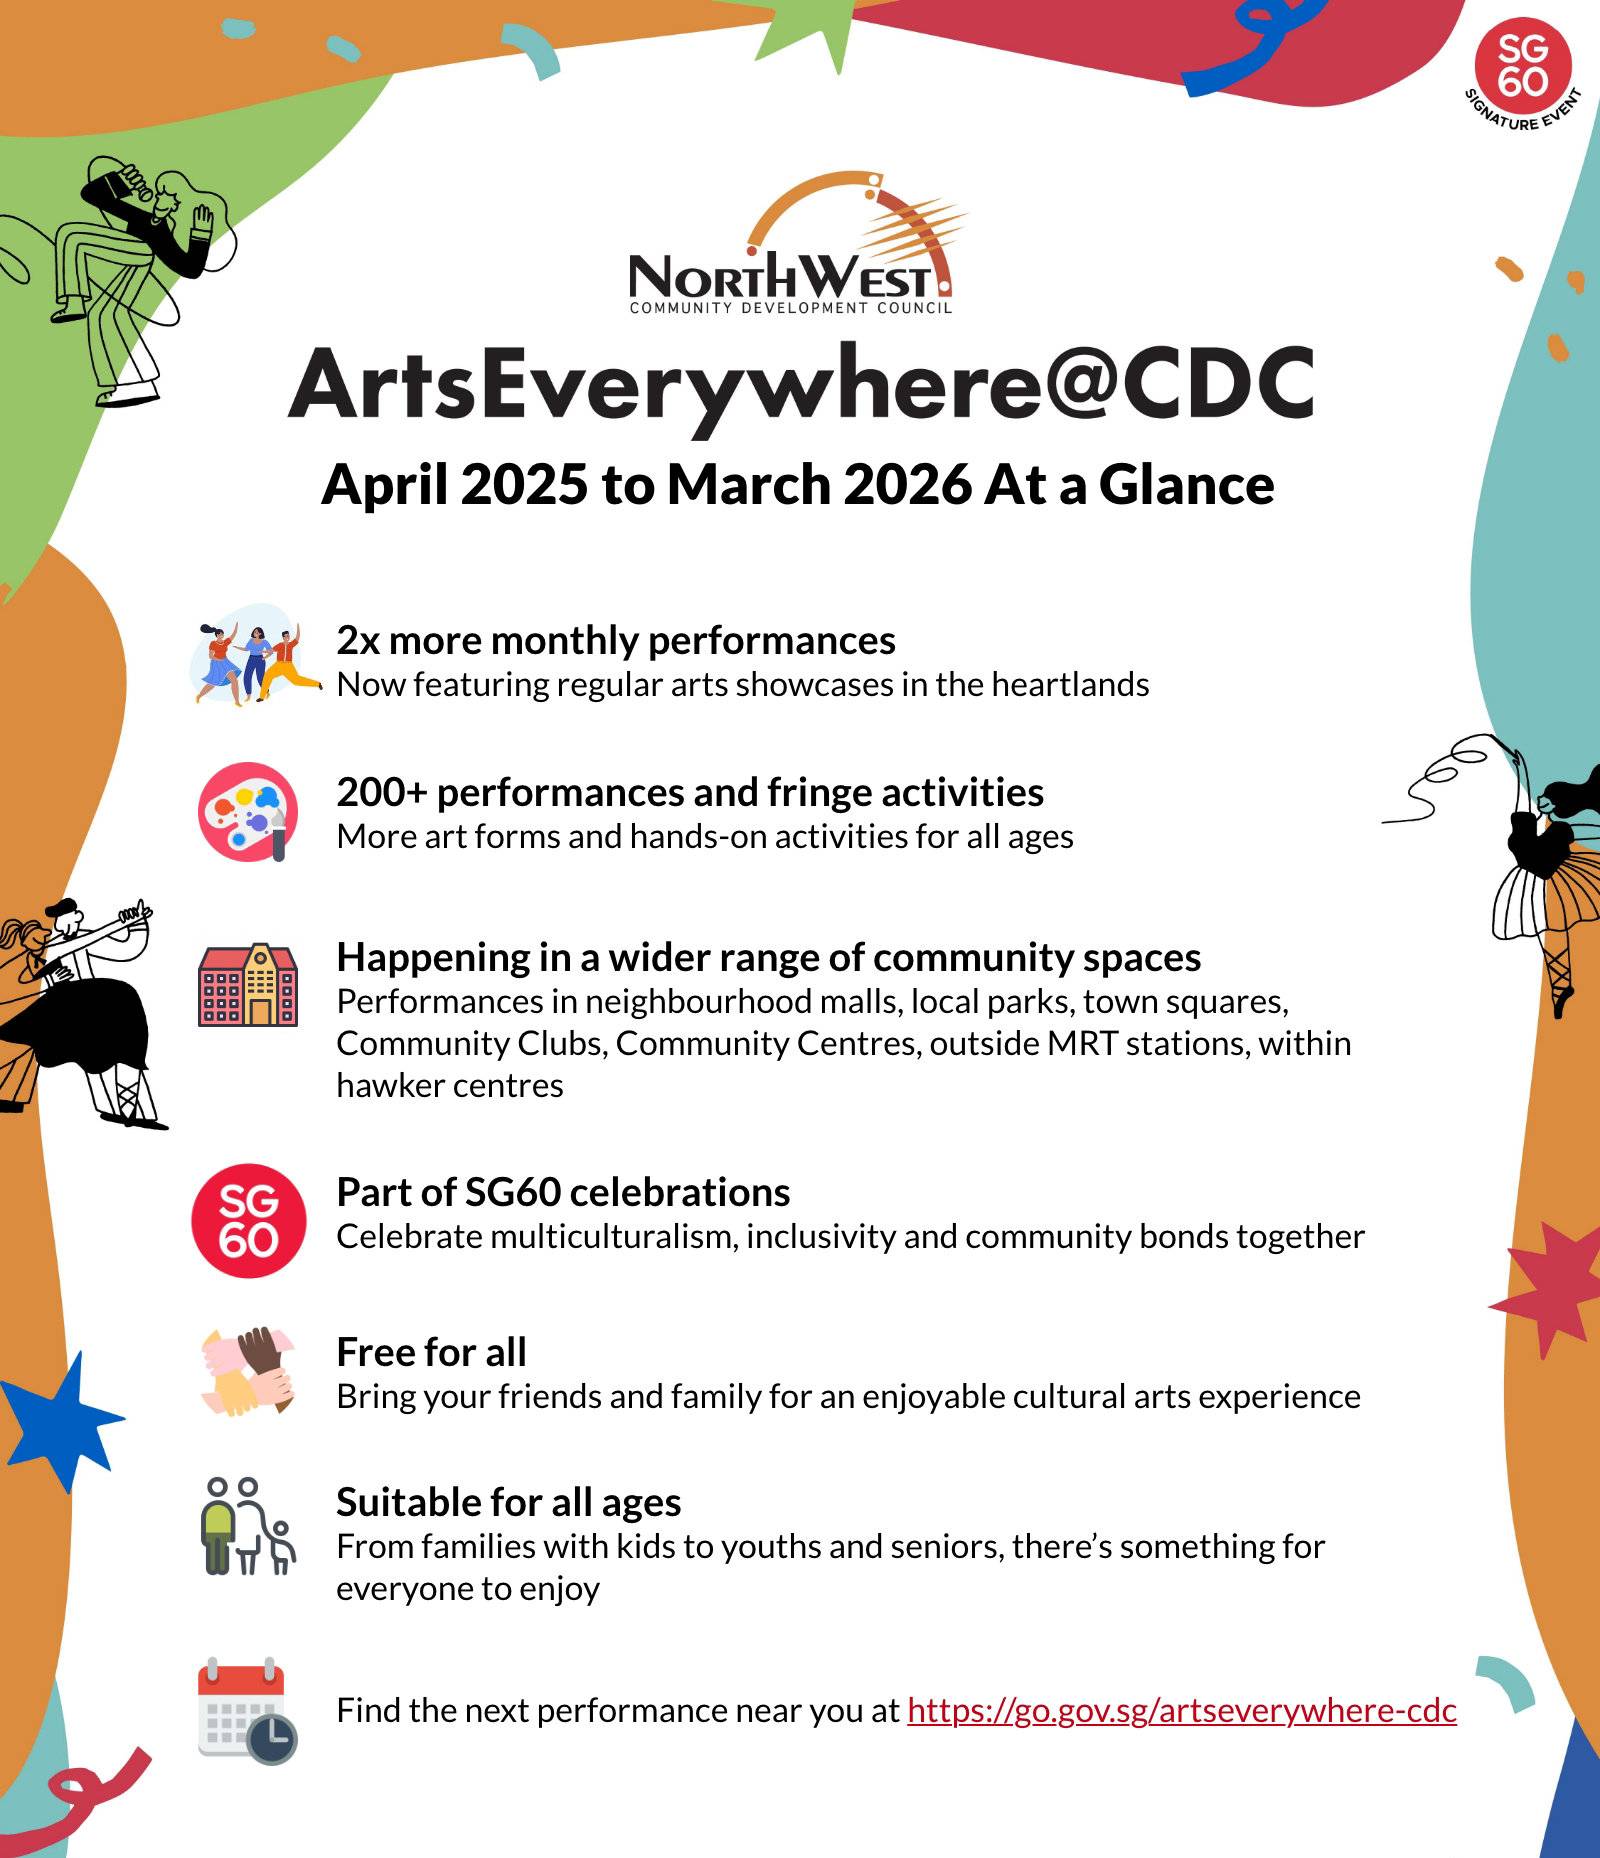 SG
60
SIGNATURE EVENT
NORTHWEST
COMMUNITY DEVELOPMENT COUNCIL
ArtsEverywhere@CDC
April 2025 to March 2026 At a Glance
2x more monthly performances
Now featuring regular arts showcases in the heartlands
200+ performances and fringe activities
More art forms and hands-on activities for all ages
Happening in a wider range of community spaces
Performances in neighbourhood malls, local parks, town squares,
Community Clubs, Community Centres, outside MRT stations, within
hawker centres
SG
60
Part of SG60 celebrations
Celebrate multiculturalism, inclusivity and community bonds together
Free for all
Bring your friends and family for an enjoyable cultural arts experience
Suitable for all ages
From families with kids to youths and seniors, there’s something for
everyone to enjoy
Find the next performance near you at https://go.gov.sg/artseverywhere-cdc